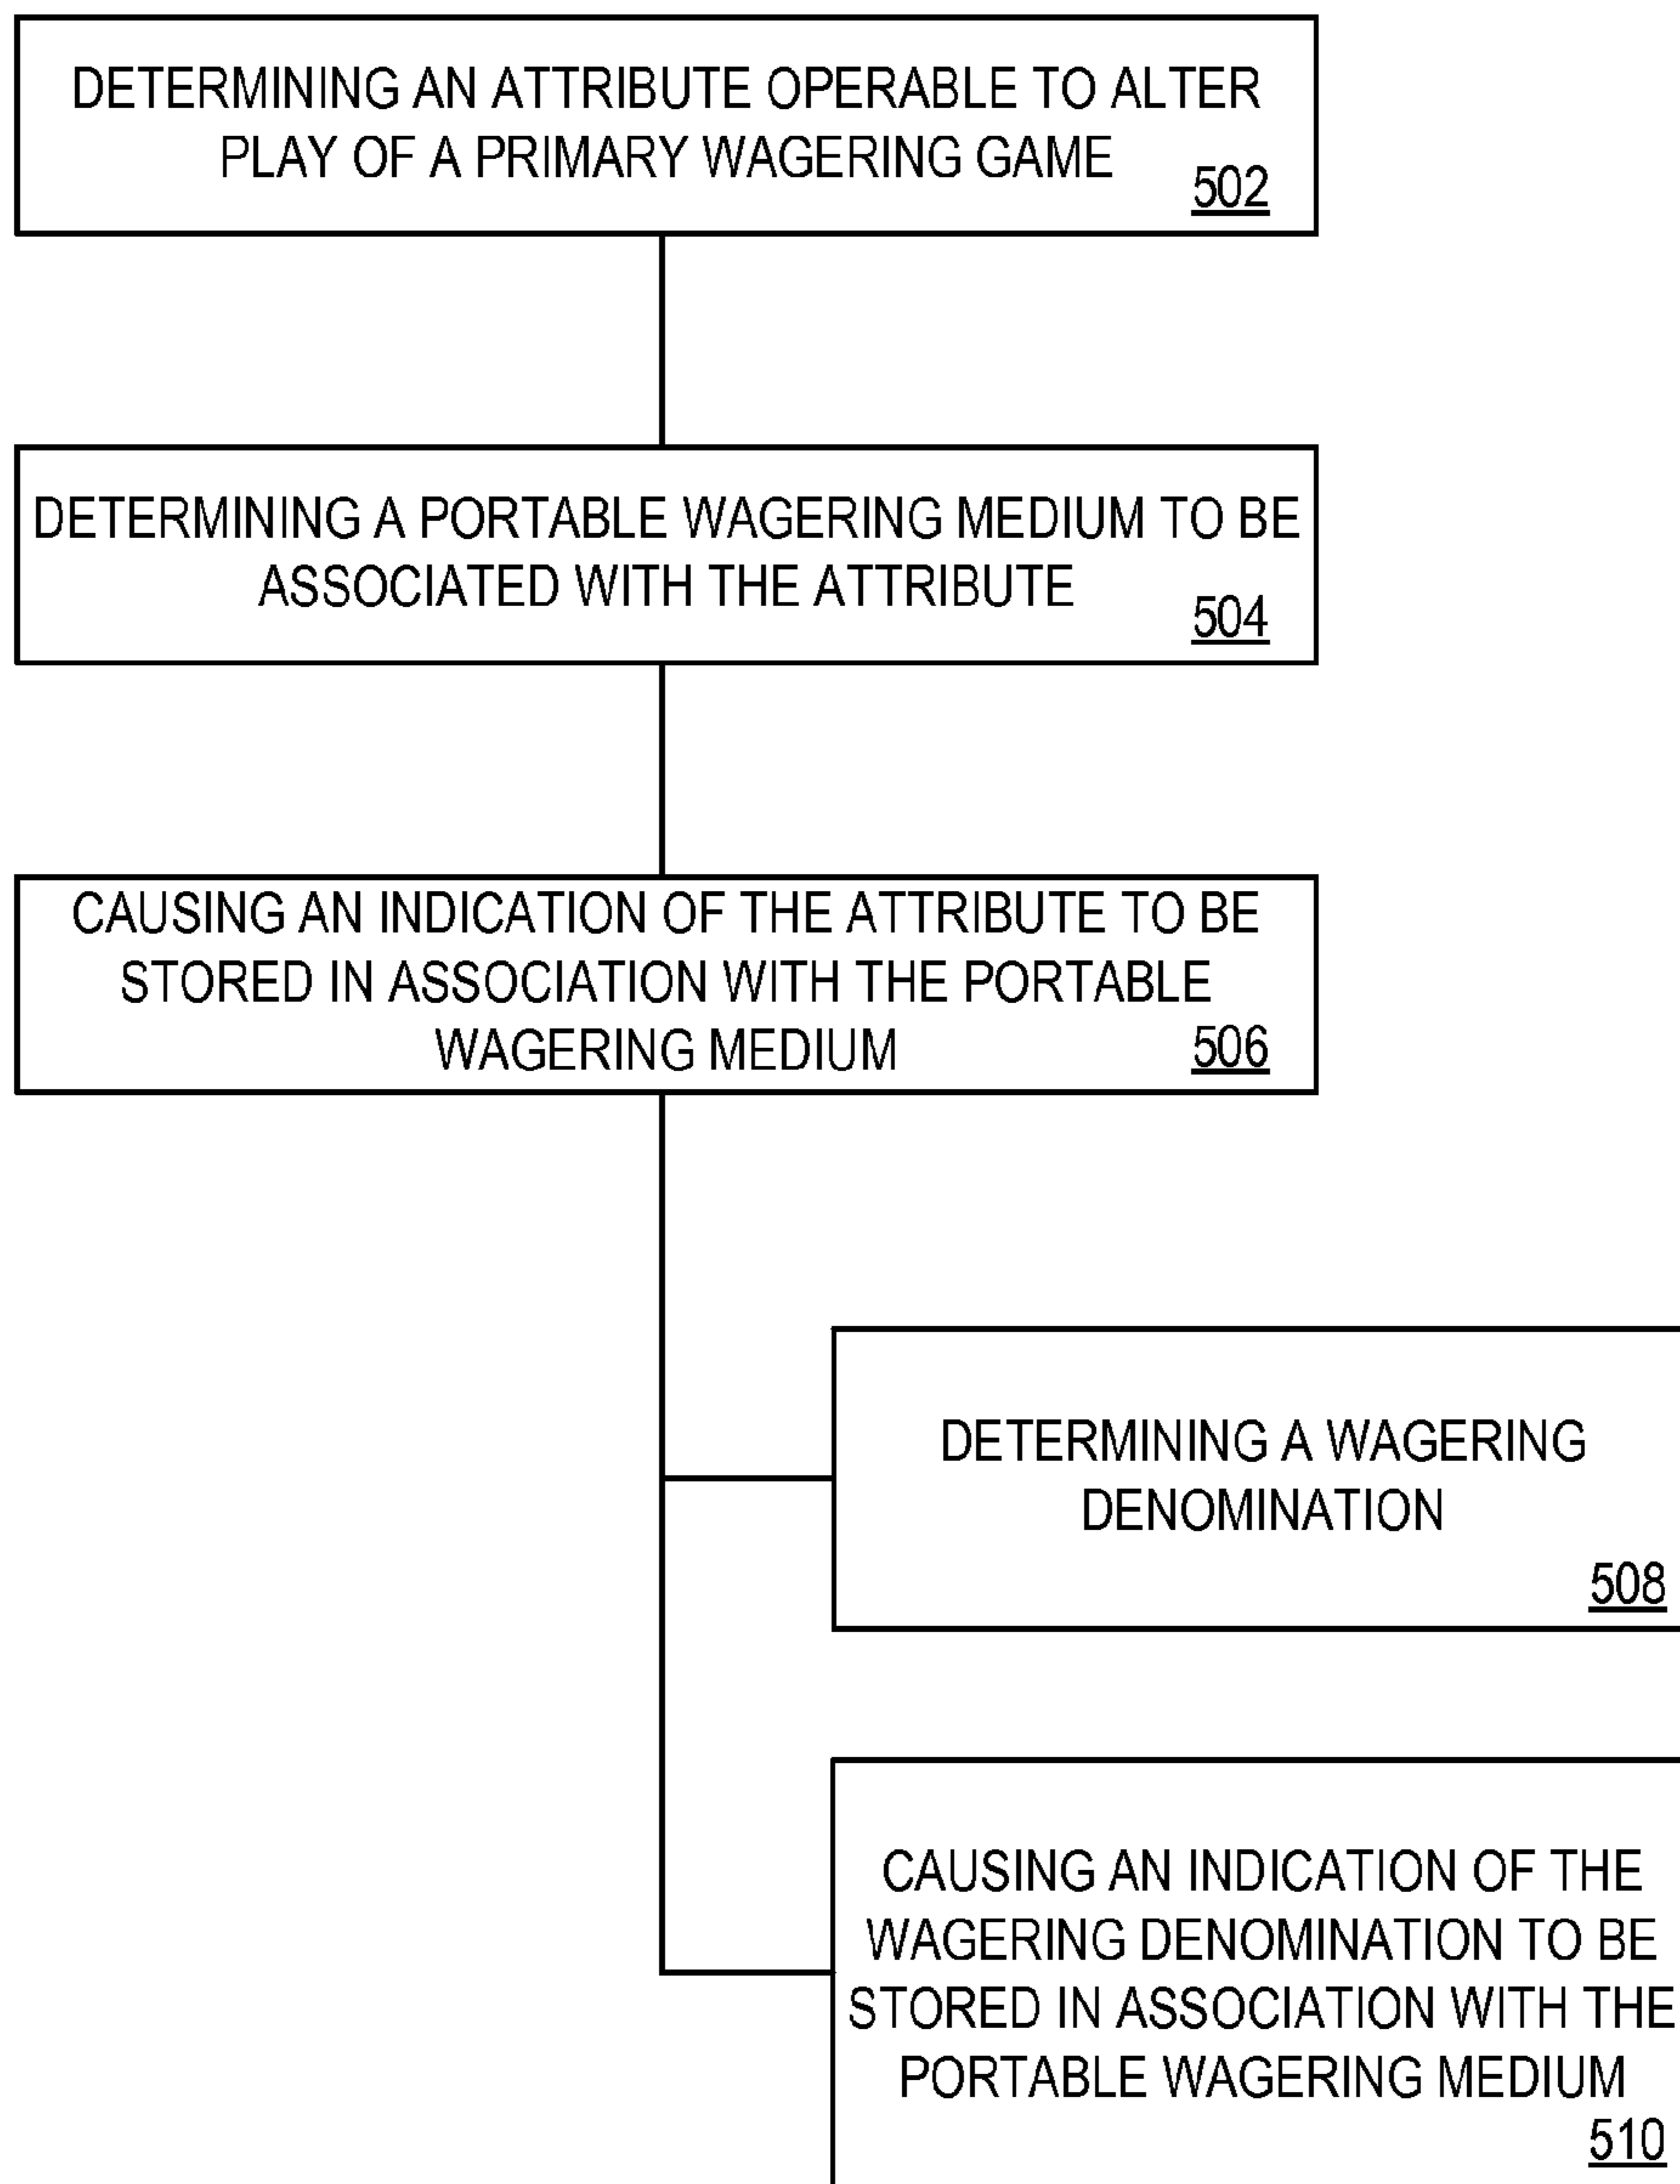 DETERMINING AN ATTRIBUTE OPERABLE TO ALTER
PLAY OF A PRIMARY WAGERING GAME
502
DETERMINING A PORTABLE WAGERING MEDIUM TO BE
ASSOCIATED WITH THE ATTRIBUTE
504
CAUSING AN INDICATION OF THE ATTRIBUTE TO BE
STORED IN ASSOCIATION WITH THE PORTABLE
WAGERING MEDIUM
506
DETERMINING A WAGERING
DENOMINATION
508
CAUSING AN INDICATION OF THE
WAGERING DENOMINATION TO BE
STORED IN ASSOCIATION WITH THE
PORTABLE WAGERING MEDIUM
510